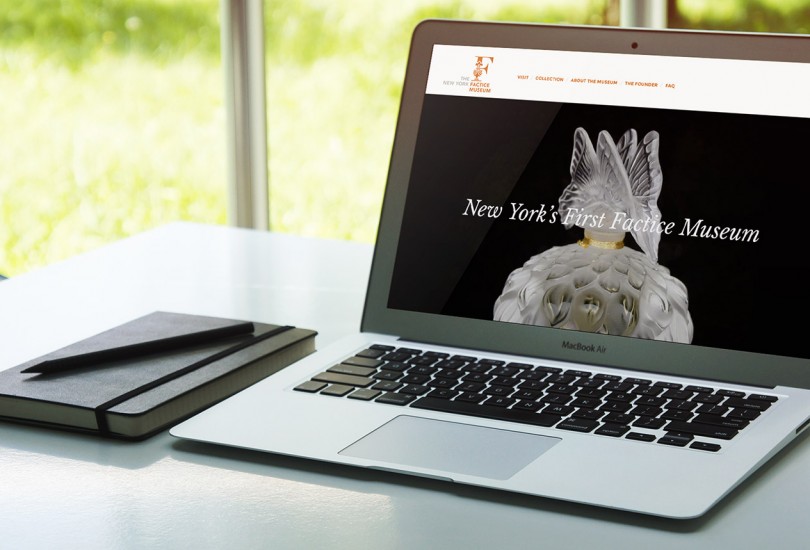 F
THE
NEW YORK FACTICE
MUSEUM
VISIT COLLECTION ABOUT THE MUSEUM THE FOUNDER FAQ
New York's First Factice Museum
MacBook Air